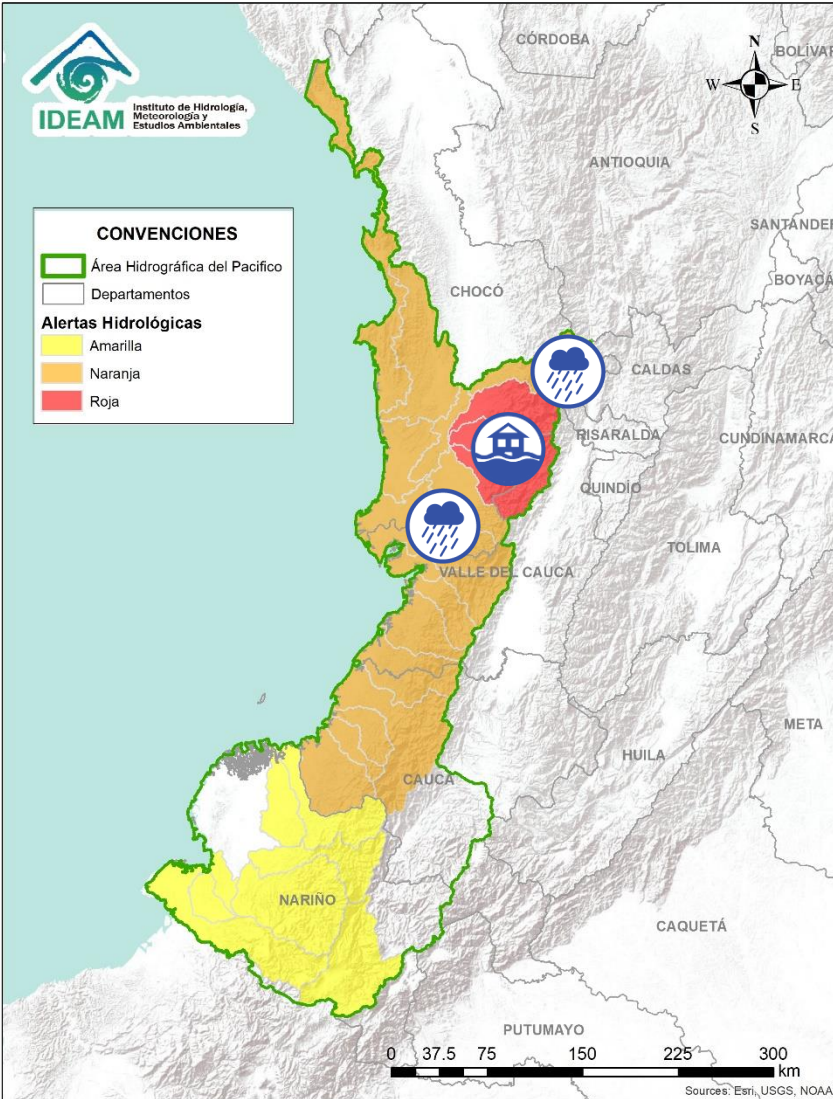 IDEAM
Instituto de Hidrología,
Meteorología y
Estudios Ambientales
CONVENCIONES
Área Hidrográfica del Pacifico
Departamentos
Alertas Hidrológicas
Amarilla
Naranja
Roja
N
W
E
S
CÓRDOBA
BOLÍVAR
ANTIOQUIA
SANTANDER
BOYACÁ
CHOCÓ
CALDAS
RISARALDA
CUNDINAMARCA
QUINDÍO
TOLIMA
VALLE DEL CAUCA
META
HUILA
CAUCA
NARIÑO
CAQUETÁ
PUTUMAYO
0 37.5 75 150 225 300
km
Sources: Esri, USGS, NOAA